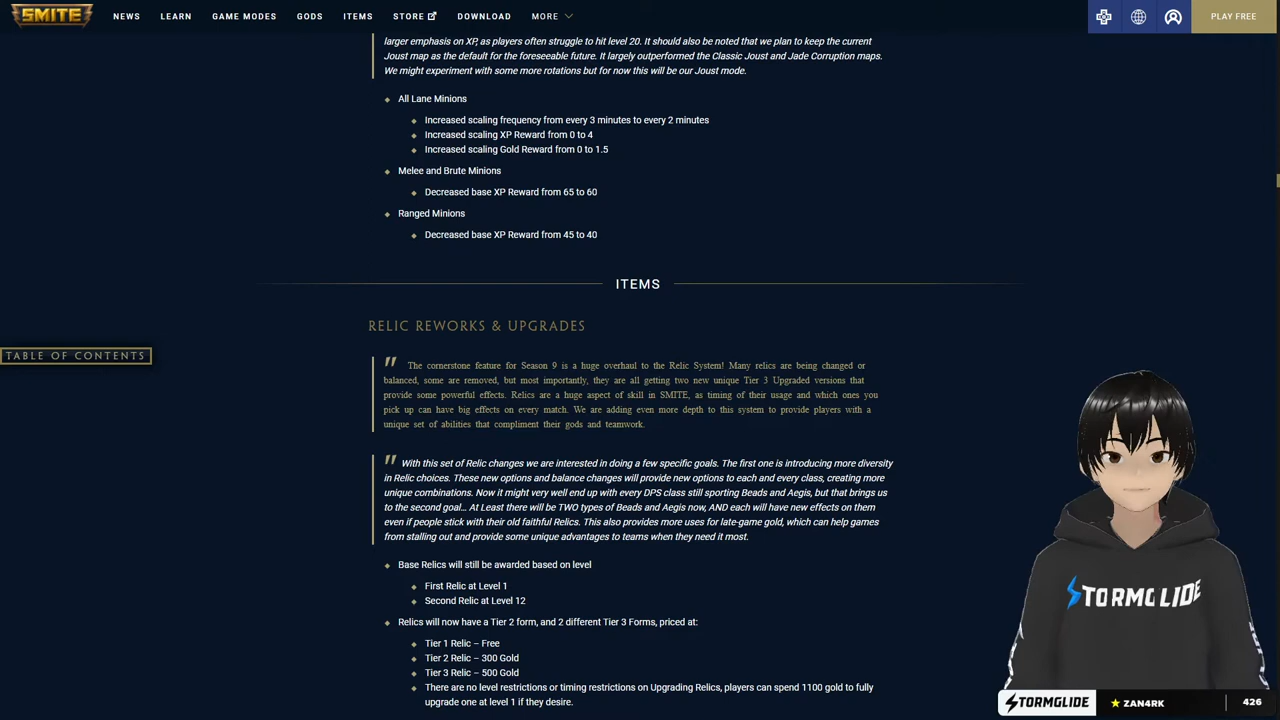 SMITE NEWS LEARN GAME MODES GODS ITEMS STORE DOWNLOAD MORE PLAY FREE
larger emphasis on XP, as players often struggle to hit level 20. It should also be noted that we plan to keep the current
Joust map as the default for the foreseeable future. It largely outperformed the Classic Joust and Jade Corruption maps.
We might experiment with some more rotations but for now this will be our Joust mode.
All Lane Minions
Increased scaling frequency from every 3 minutes to every 2 minutes
Increased scaling XP Reward from 0 to 4
Increased scaling Gold Reward from 0 to 1.5
Melee and Brute Minions
Decreased base XP Reward from 65 to 60
Ranged Minions
Decreased base XP Reward from 45 to 40
ITEMS
RELIC REWORKS & UPGRADES
TABLE OF CONTENTS
" The cornerstone feature for Season 9 is a huge overhaul to the Relic System! Many relics are being changed or
balanced, some are removed, but most importantly, they are all getting two new unique Tier 3 Upgraded versions that
provide some powerful effects. Relics are a huge aspect of skill in SMITE, as timing of their usage and which ones you
pick up can have big effects on every match. We are adding even more depth to this system to provide players with a
unique set of abilities that compliment their gods and teamwork.
" With this set of Relic changes we are interested in doing a few specific goals. The first one is introducing more diversity
in Relic choices. These new options and balance changes will provide new options to each and every class, creating more
unique combinations. Now it might very well end up with every DPS class still sporting Beads and Aegis, but that brings us
to the second goal... At Least there will be TWO types of Beads and Aegis now, AND each will have new effects on them
even if people stick with their old faithful Relics. This also provides more uses for late-game gold, which can help games
from stalling out and provide some unique advantages to teams when they need it most.
Base Relics will still be awarded based on level
First Relic at Level 1
Second Relic at Level 12
Relics will now have a Tier 2 form, and 2 different Tier 3 Forms, priced at:
Tier 1 Relic – Free
Tier 2 Relic – 300 Gold
Tier 3 Relic – 500 Gold
There are no level restrictions or timing restrictions on Upgrading Relics, players can spend 1100 gold to fully
upgrade one at level 1 if they desire.
STORMGLIDE
STORMGLIDE ZAN4RK 426